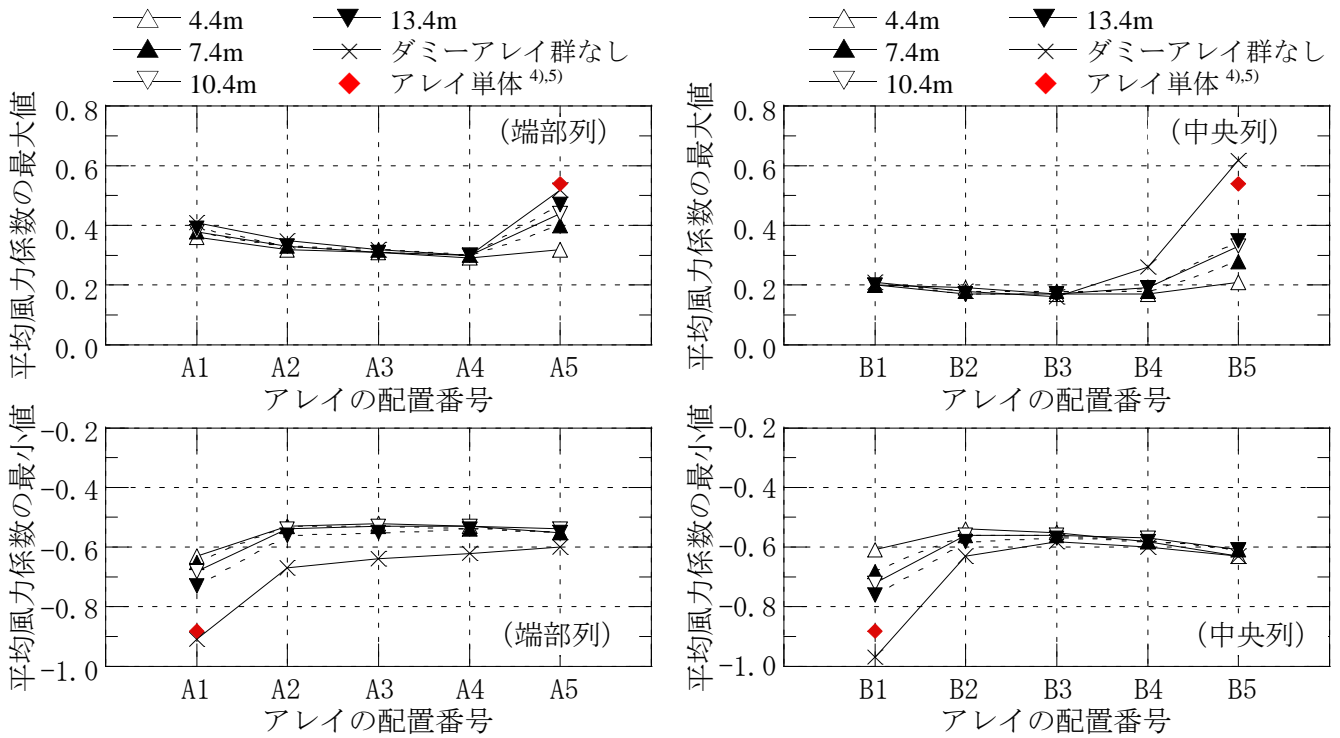 4.4m
13.4m
7.4m
ダミーアレイ群なし
10.4m
アレイ単体 4),5)
4.4m
13.4m
7.4m
ダミーアレイ群なし
10.4m
アレイ単体 4),5)
平均風力係数の最大値
0.8
0.6
0.4
0.2
0.0
(端部列)
A1 A2 A3 A4 A5
アレイの配置番号
平均風力係数の最大値
0.8
0.6
0.4
0.2
0.0
(中央列)
B1 B2 B3 B4 B5
アレイの配置番号
平均風力係数の最小値
-0.2
-0.4
-0.6
-0.8
-1.0
(端部列)
A1 A2 A3 A4 A5
アレイの配置番号
平均風力係数の最小値
-0.2
-0.4
-0.6
-0.8
-1.0
(中央列)
B1 B2 B3 B4 B5
アレイの配置番号